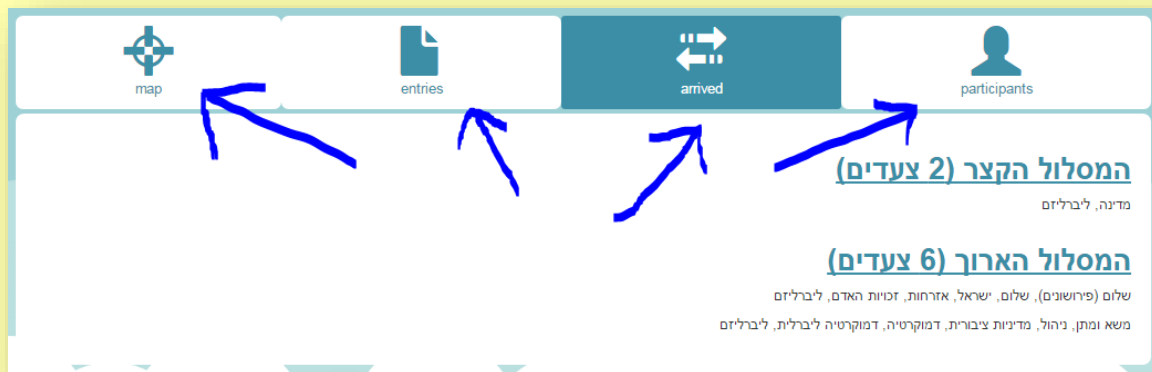 map
entries
arrived
participants
המסלול הקצר (2 צעדים)
מדינה, ליברליזם
המסלול הארוך (6 צעדים)
שלום (פירושונים), שלום, ישראל, אזרחות, זכויות האדם, ליברליזם
משא ומתן, ניהול, מדיניות ציבורית, דמוקרטיה, דמוקרטיה ליברלית, ליברליזם